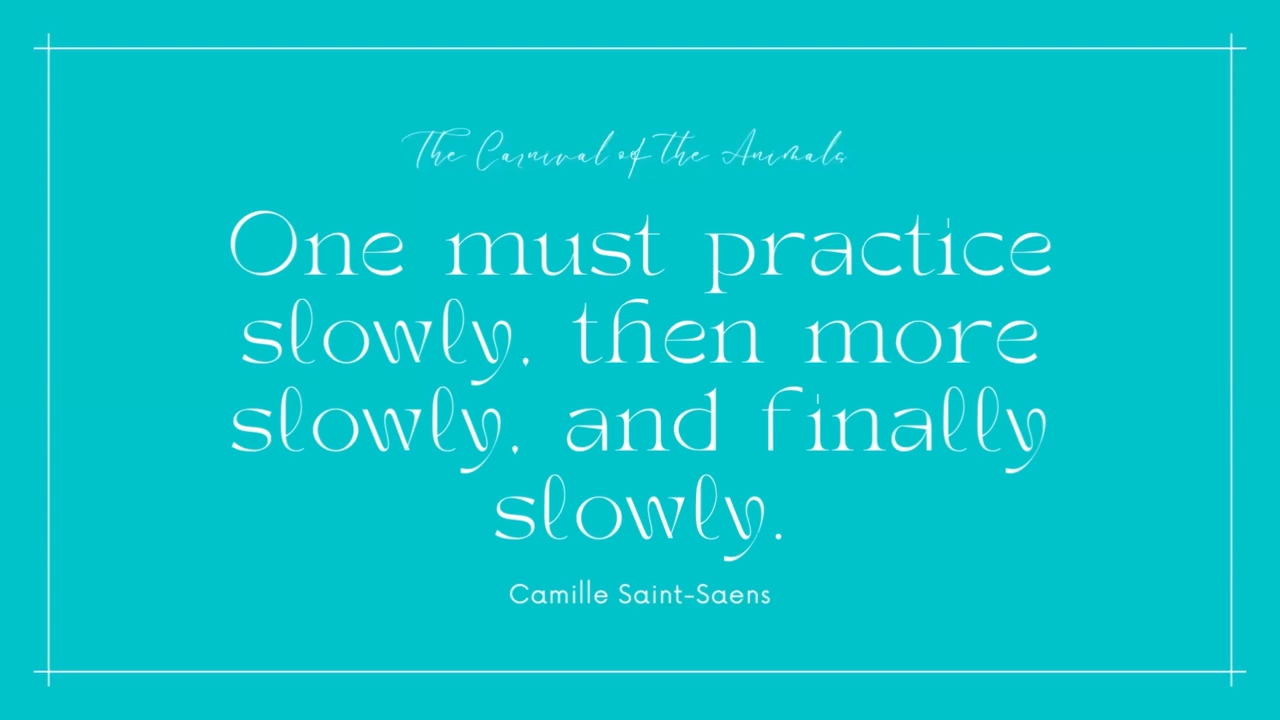 The Carnival of the Animals
One must practice
slowly, then more
slowly, and finally
slowly.
Camille Saint-Saens